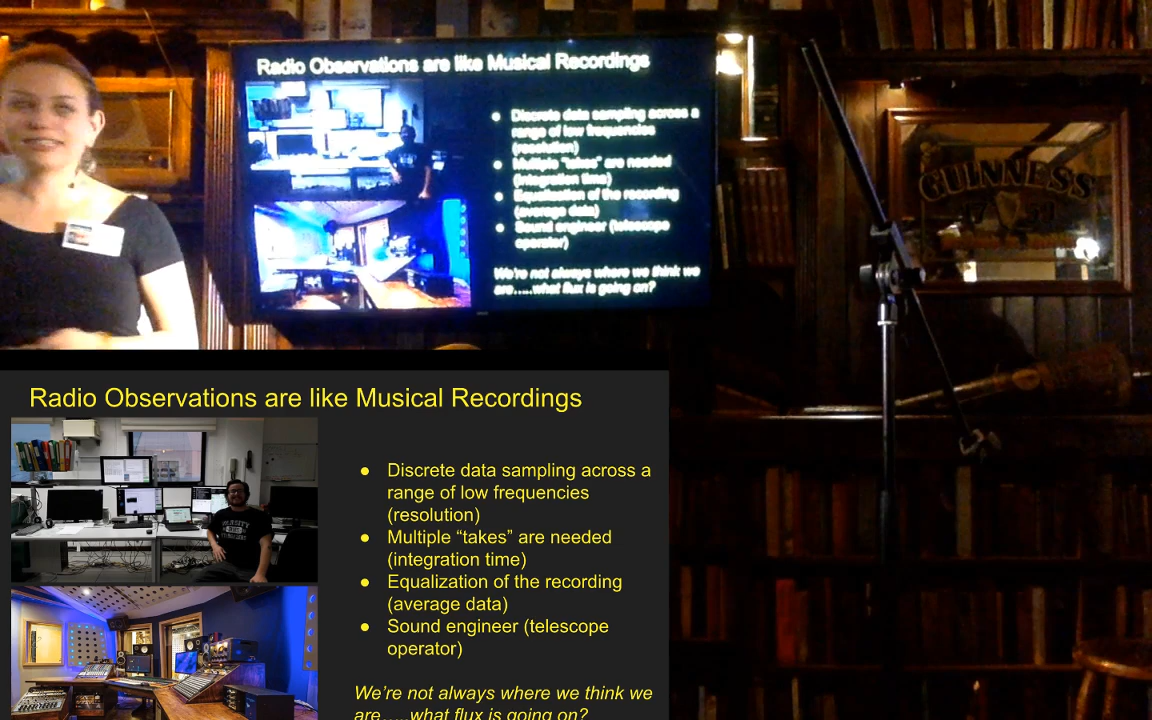 Radio Observations are like Musical Recordings
Discrete data sampling across a
range of low frequencies
(resolution)
Multiple "takes" are needed
(integration time)
Equalization of the recording
(average data)
Sound engineer (telescope
operator)
We're not always where we think we
are.....what flux is going on?
GUINNESS
Radio Observations are like Musical Recordings
● Discrete data sampling across a
range of low frequencies
(resolution)
● Multiple “takes” are needed
(integration time)
● Equalization of the recording
(average data)
● Sound engineer (telescope
operator)
We’re not always where we think we
are.....what flux is going on?